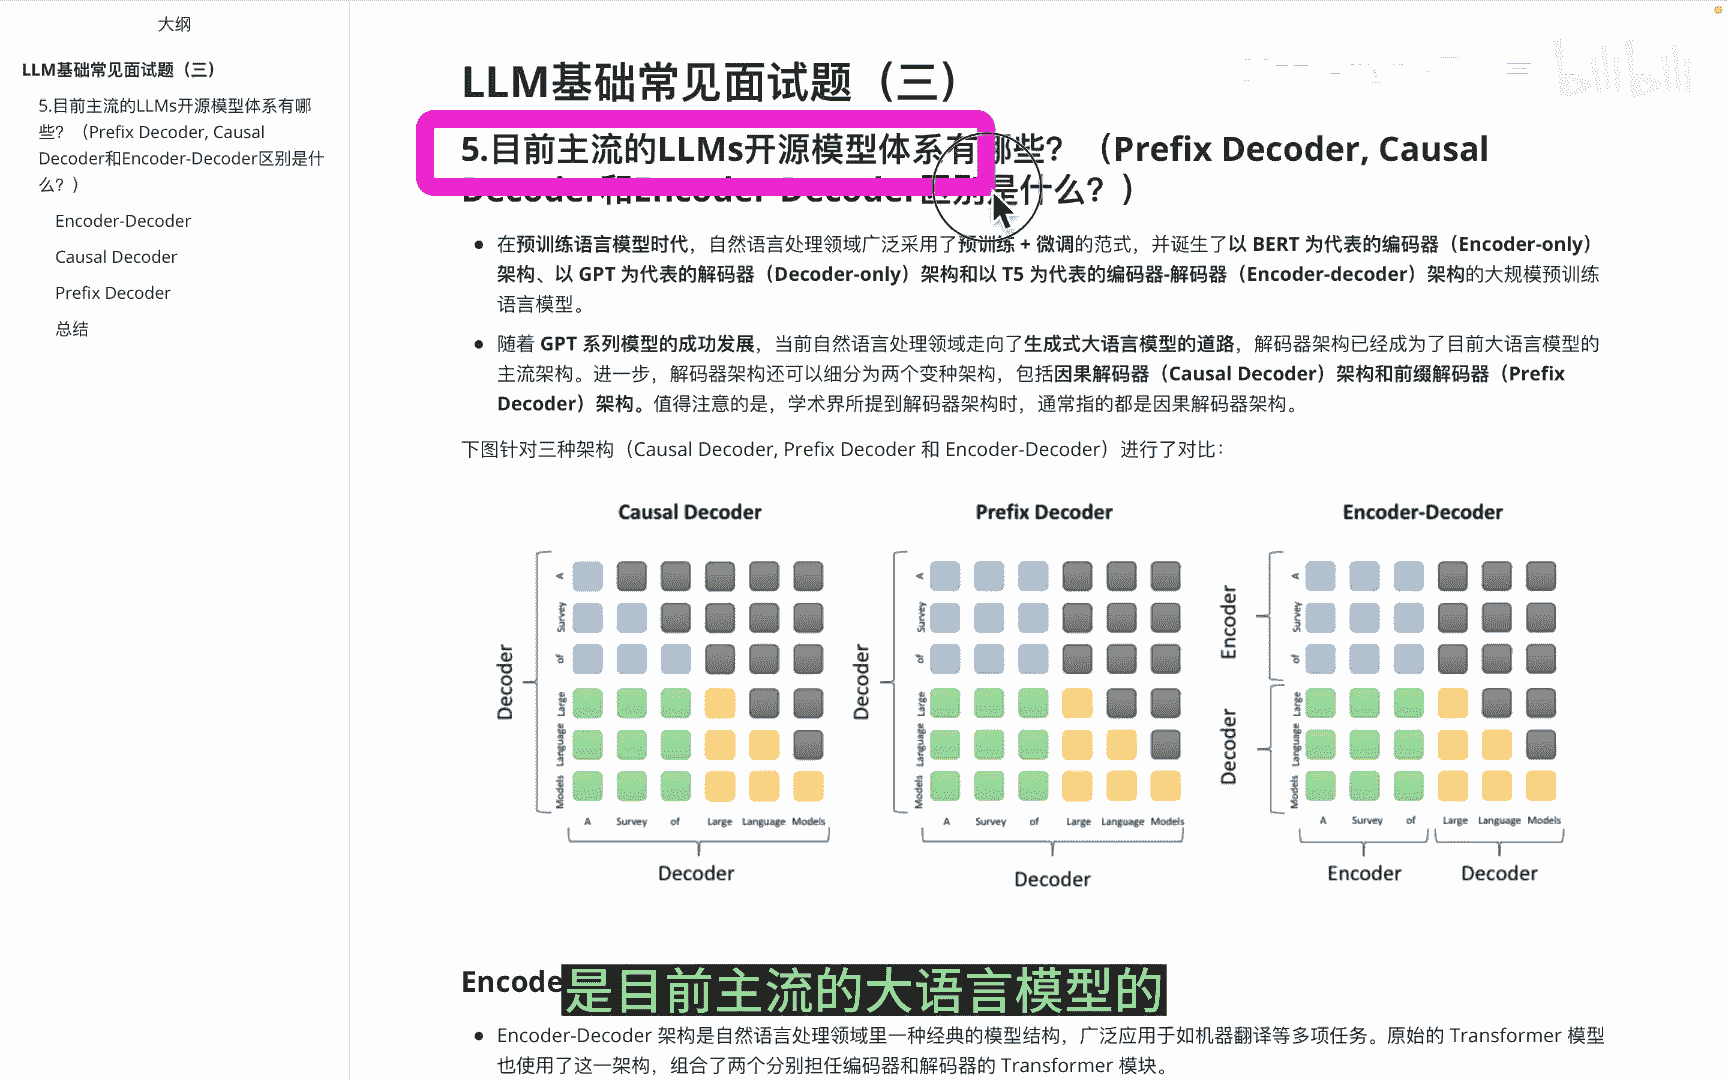 大纲
LLM基础常见面试题（三）
5.目前主流的LLMs开源模型体系有哪
些？（Prefix Decoder, Causal
Decoder和Encoder-Decoder区别是什
么？）
Encoder-Decoder
Causal Decoder
Prefix Decoder
总结
LLM基础常见面试题（三）
bilibili
5.目前主流的LLMs开源模型体系有哪些？（Prefix Decoder, Causal
Decoder和Encoder-Decoder区别是什么？）
在预训练语言模型时代，自然语言处理领域广泛采用了预训练 + 微调的范式，并诞生了以 BERT 为代表的编码器（Encoder-only）
架构、以 GPT 为代表的解码器（Decoder-only）架构和以 T5 为代表的编码器-解码器（Encoder-decoder）架构的大规模预训练
语言模型。
随着 GPT 系列模型的成功发展，当前自然语言处理领域走向了生成式大语言模型的道路，解码器架构已经成为了目前大语言模型的
主流架构。进一步，解码器架构还可以细分为两个变种架构，包括因果解码器（Causal Decoder）架构和前缀解码器（Prefix
Decoder）架构。值得注意的是，学术界所提到解码器架构时，通常指的都是因果解码器架构。
下图针对三种架构（Causal Decoder, Prefix Decoder 和 Encoder-Decoder）进行了对比：
Causal Decoder
Decoder
A
Survey
of
Large
Language
Models
A Survey of Large Language Models
Decoder
Prefix Decoder
Decoder
A
Survey
of
Large
Language
Models
A Survey of Large Language Models
Decoder
Encoder-Decoder
Encoder
Decoder
A
Survey
of
Large
Language
Models
A Survey of Large Language Models
Encoder Decoder
Encode
是目前主流的大语言模型的
Encoder-Decoder 架构是自然语言处理领域里一种经典的模型结构，广泛应用于如机器翻译等多项任务。原始的 Transformer 模型
也使用了这一架构，组合了两个分别担任编码器和解码器的 Transformer 模块。